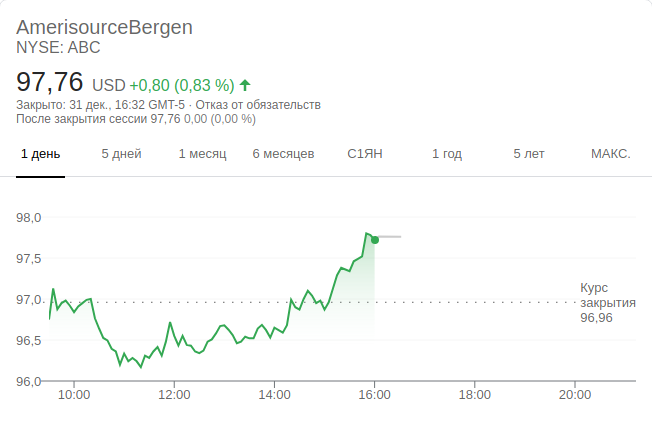 AmerisourceBergen
NYSE: ABC
97,76 USD +0,80 (0,83 %)
Закрыто: 31 дек., 16:32 GMT-5 · Отказ от обязательств
После закрытия сессии 97,76 0,00 (0,00 %)
1 день 5 дней 1 месяц 6 месяцев С1ЯН 1 год 5 лет МАКС.
98,0
97,5
97,0
96,5
96,0
Курс
закрытия
96,96
10:00 12:00 14:00 16:00 18:00 20:00